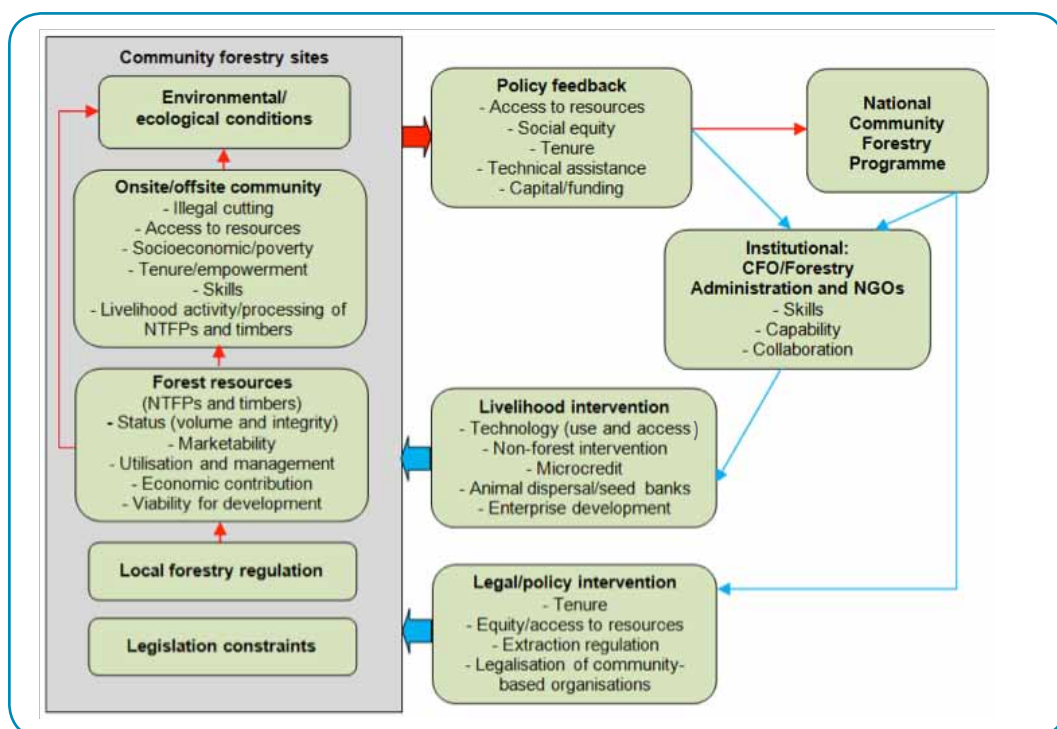 Community forestry sites
Environmental/
ecological conditions
Onsite/offsite community
- Illegal cutting
- Access to resources
- Socioeconomic/poverty
- Tenure/empowerment
- Skills
- Livelihood activity/processing of
NTFPs and timbers
Forest resources
(NTFPs and timbers)
- Status (volume and integrity)
- Marketability
- Utilisation and management
- Economic contribution
- Viability for development
Local forestry regulation
Legislation constraints
Policy feedback
- Access to resources
- Social equity
- Tenure
- Technical assistance
- Capital/funding
National
Community
Forestry
Programme
Institutional:
CFO/Forestry
Administration and NGOs
- Skills
- Capability
- Collaboration
Livelihood intervention
- Technology (use and access)
- Non-forest intervention
- Microcredit
- Animal dispersal/seed banks
- Enterprise development
Legal/policy intervention
- Tenure
- Equity/access to resources
- Extraction regulation
- Legalisation of community-
based organisations